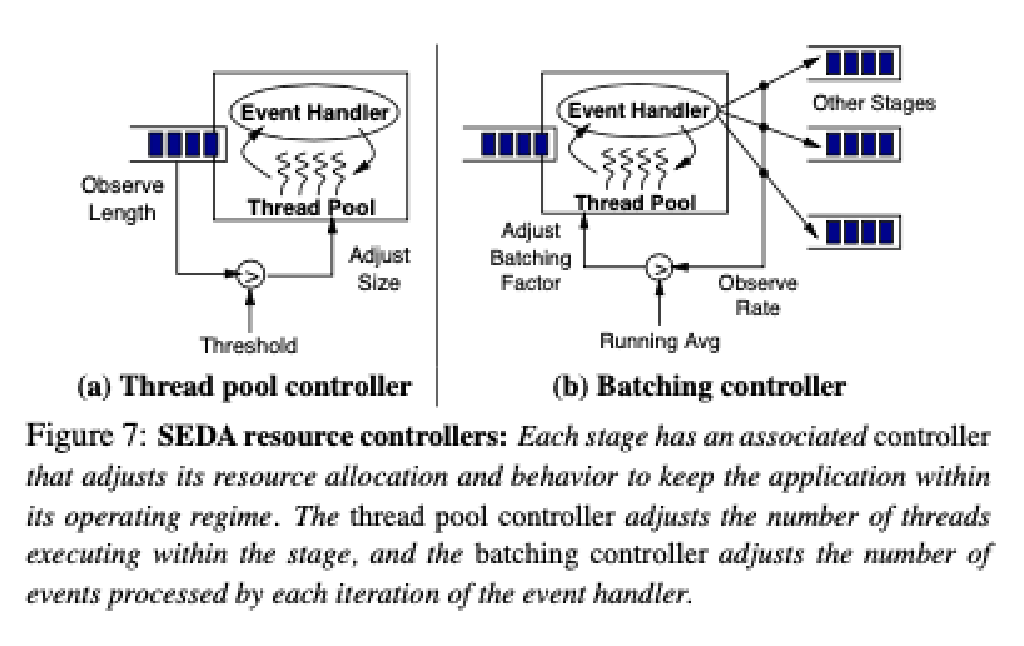 Event Handler
Observe
Length
Thread Pool
Adjust
Size
Threshold
(a) Thread pool controller
Event Handler
Other Stages
Thread Pool
Adjust
Batching
Factor
Observe
Rate
Running Avg
(b) Batching controller
Figure 7: SEDA resource controllers: Each stage has an associated controller
that adjusts its resource allocation and behavior to keep the application within
its operating regime. The thread pool controller adjusts the number of threads
executing within the stage, and the batching controller adjusts the number of
events processed by each iteration of the event handler.